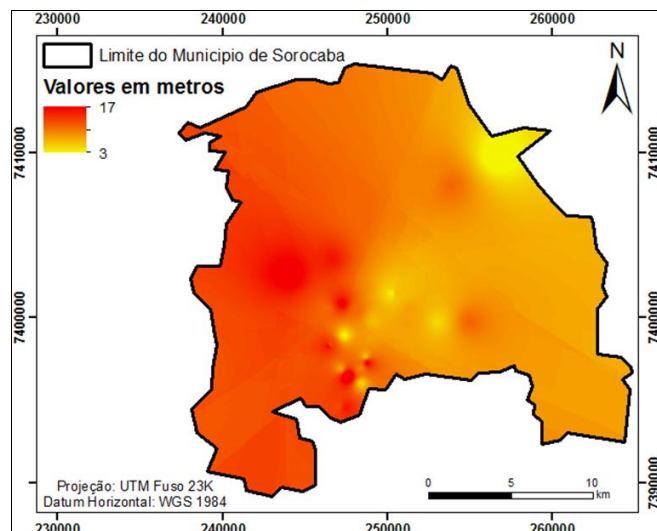 230000 240000 250000 260000
Limite do Municipio de Sorocaba
N
Valores em metros
17
3
7410000 7410000
7400000 7400000
7390000 7390000
Projeção: UTM Fuso 23K
Datum Horizontal: WGS 1984
0 5 10
km
230000 240000 250000 260000